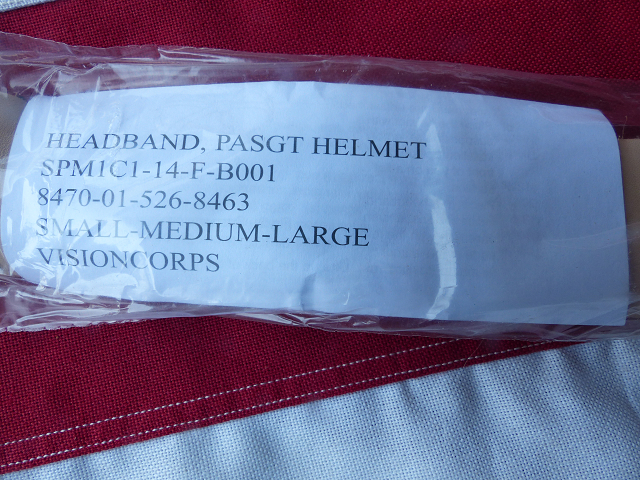 HEADBAND, PASGT HELMET
SPM1C1-14-F-B001
8470-01-526-8463
SMALL-MEDIUM-LARGE
VISIONCORPS